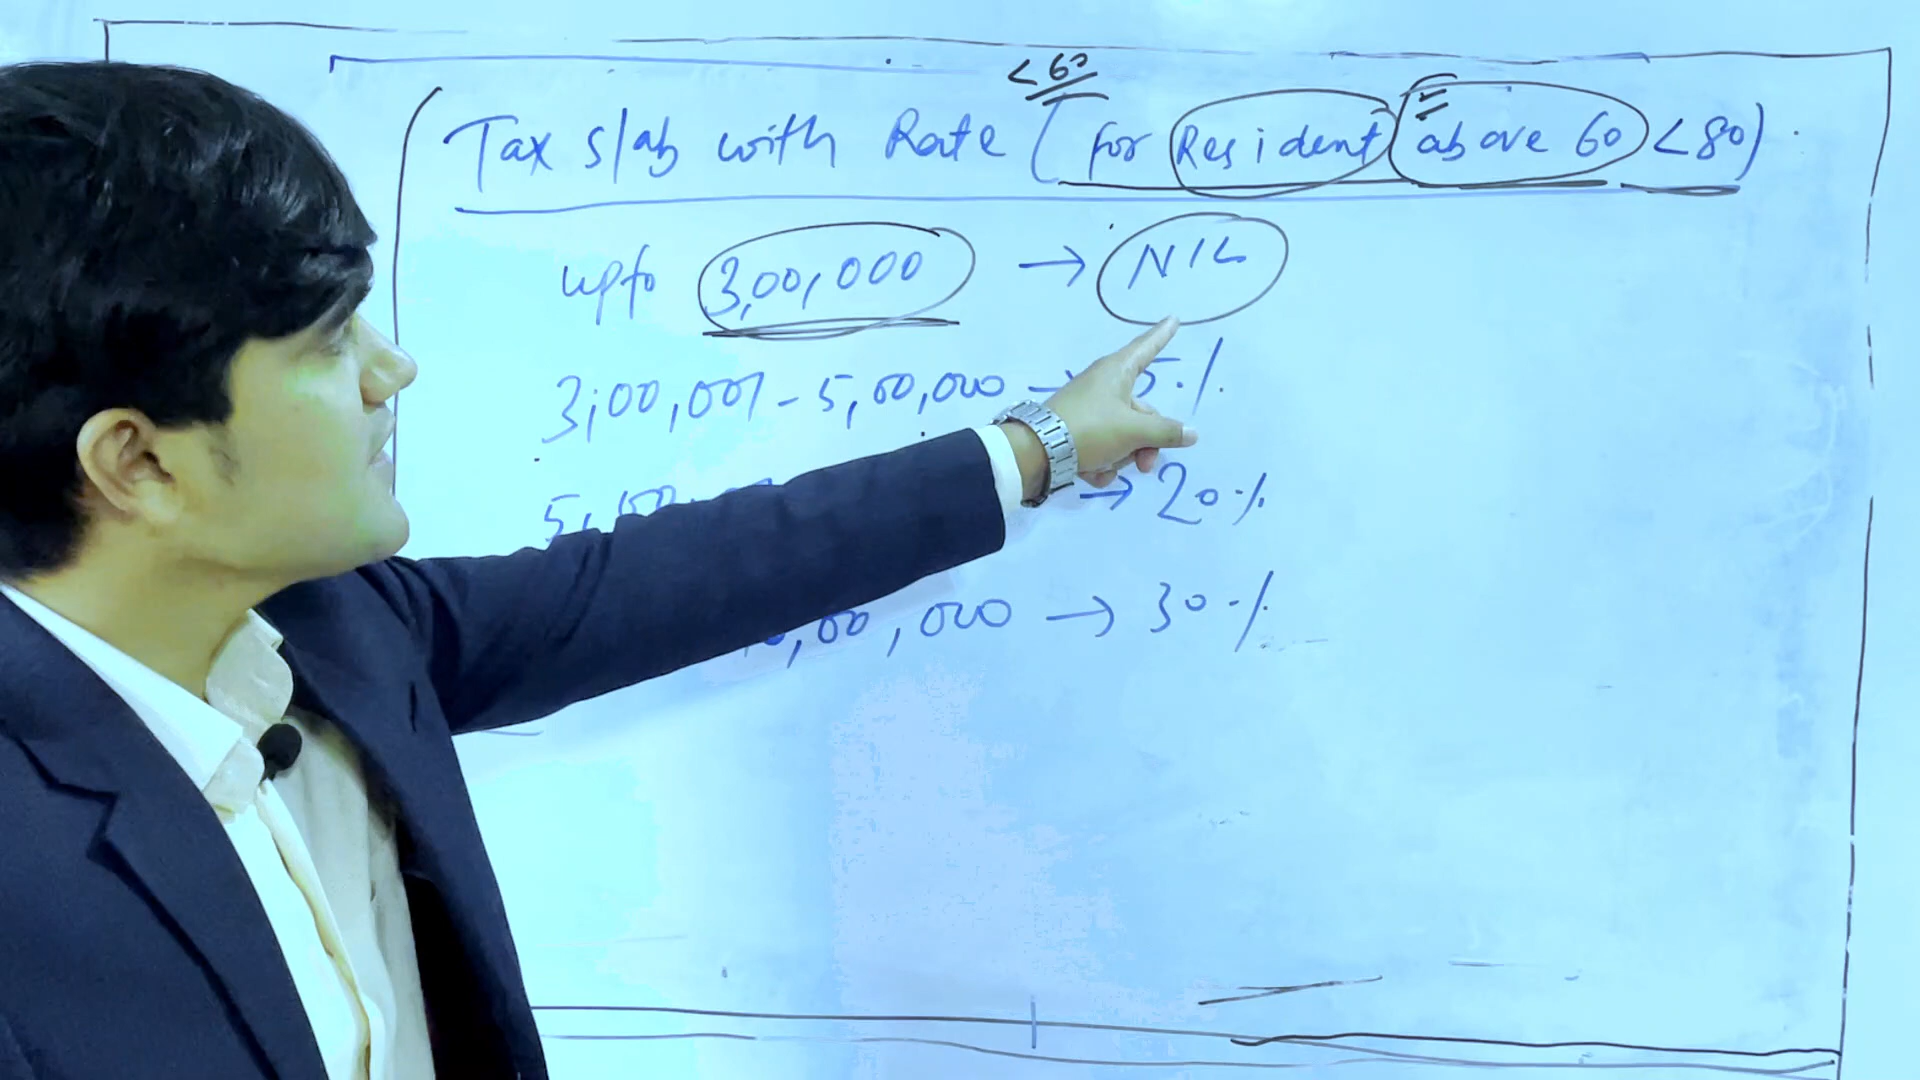 <60
Tax slab with Rate (for Resident above 60 <80)
upto 3,00,000 → NIL
3,00,001 - 5,00,000 → 5%
→ 20%
0,00,000 → 30%